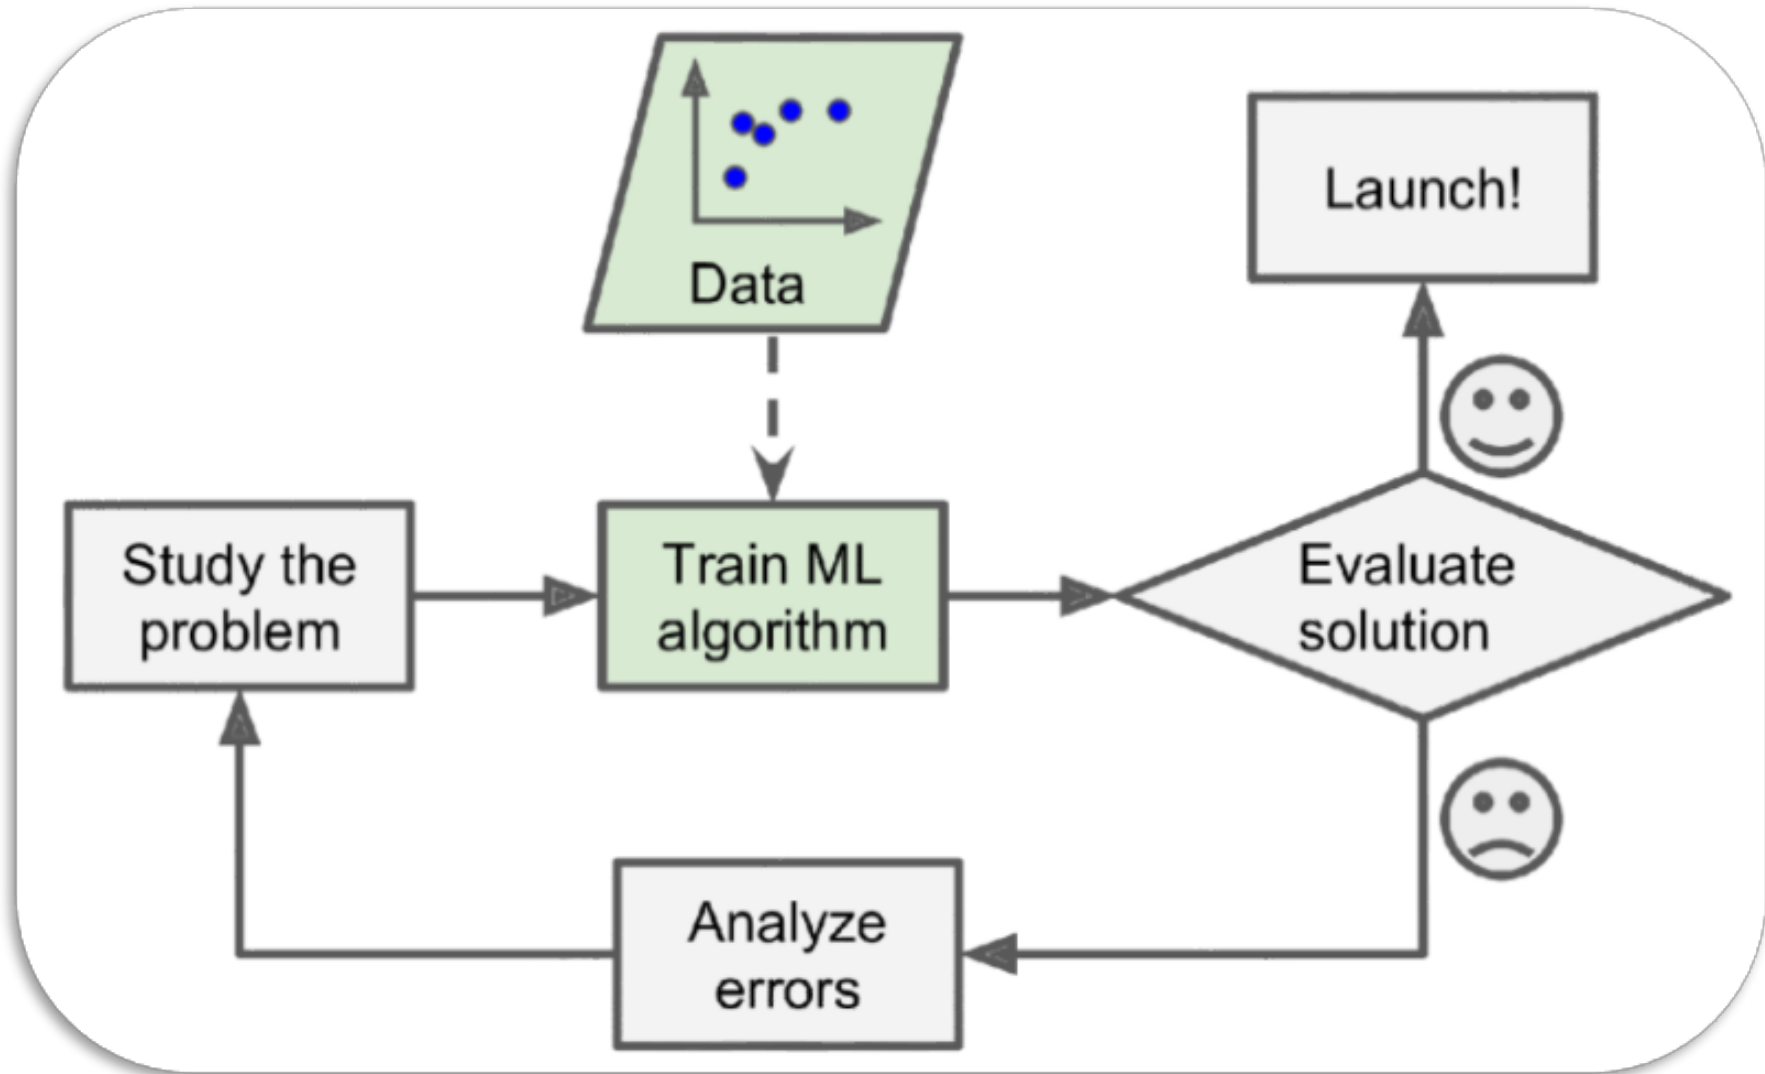 Data
Launch!
Study the
problem
Train ML
algorithm
Evaluate
solution
Analyze
errors